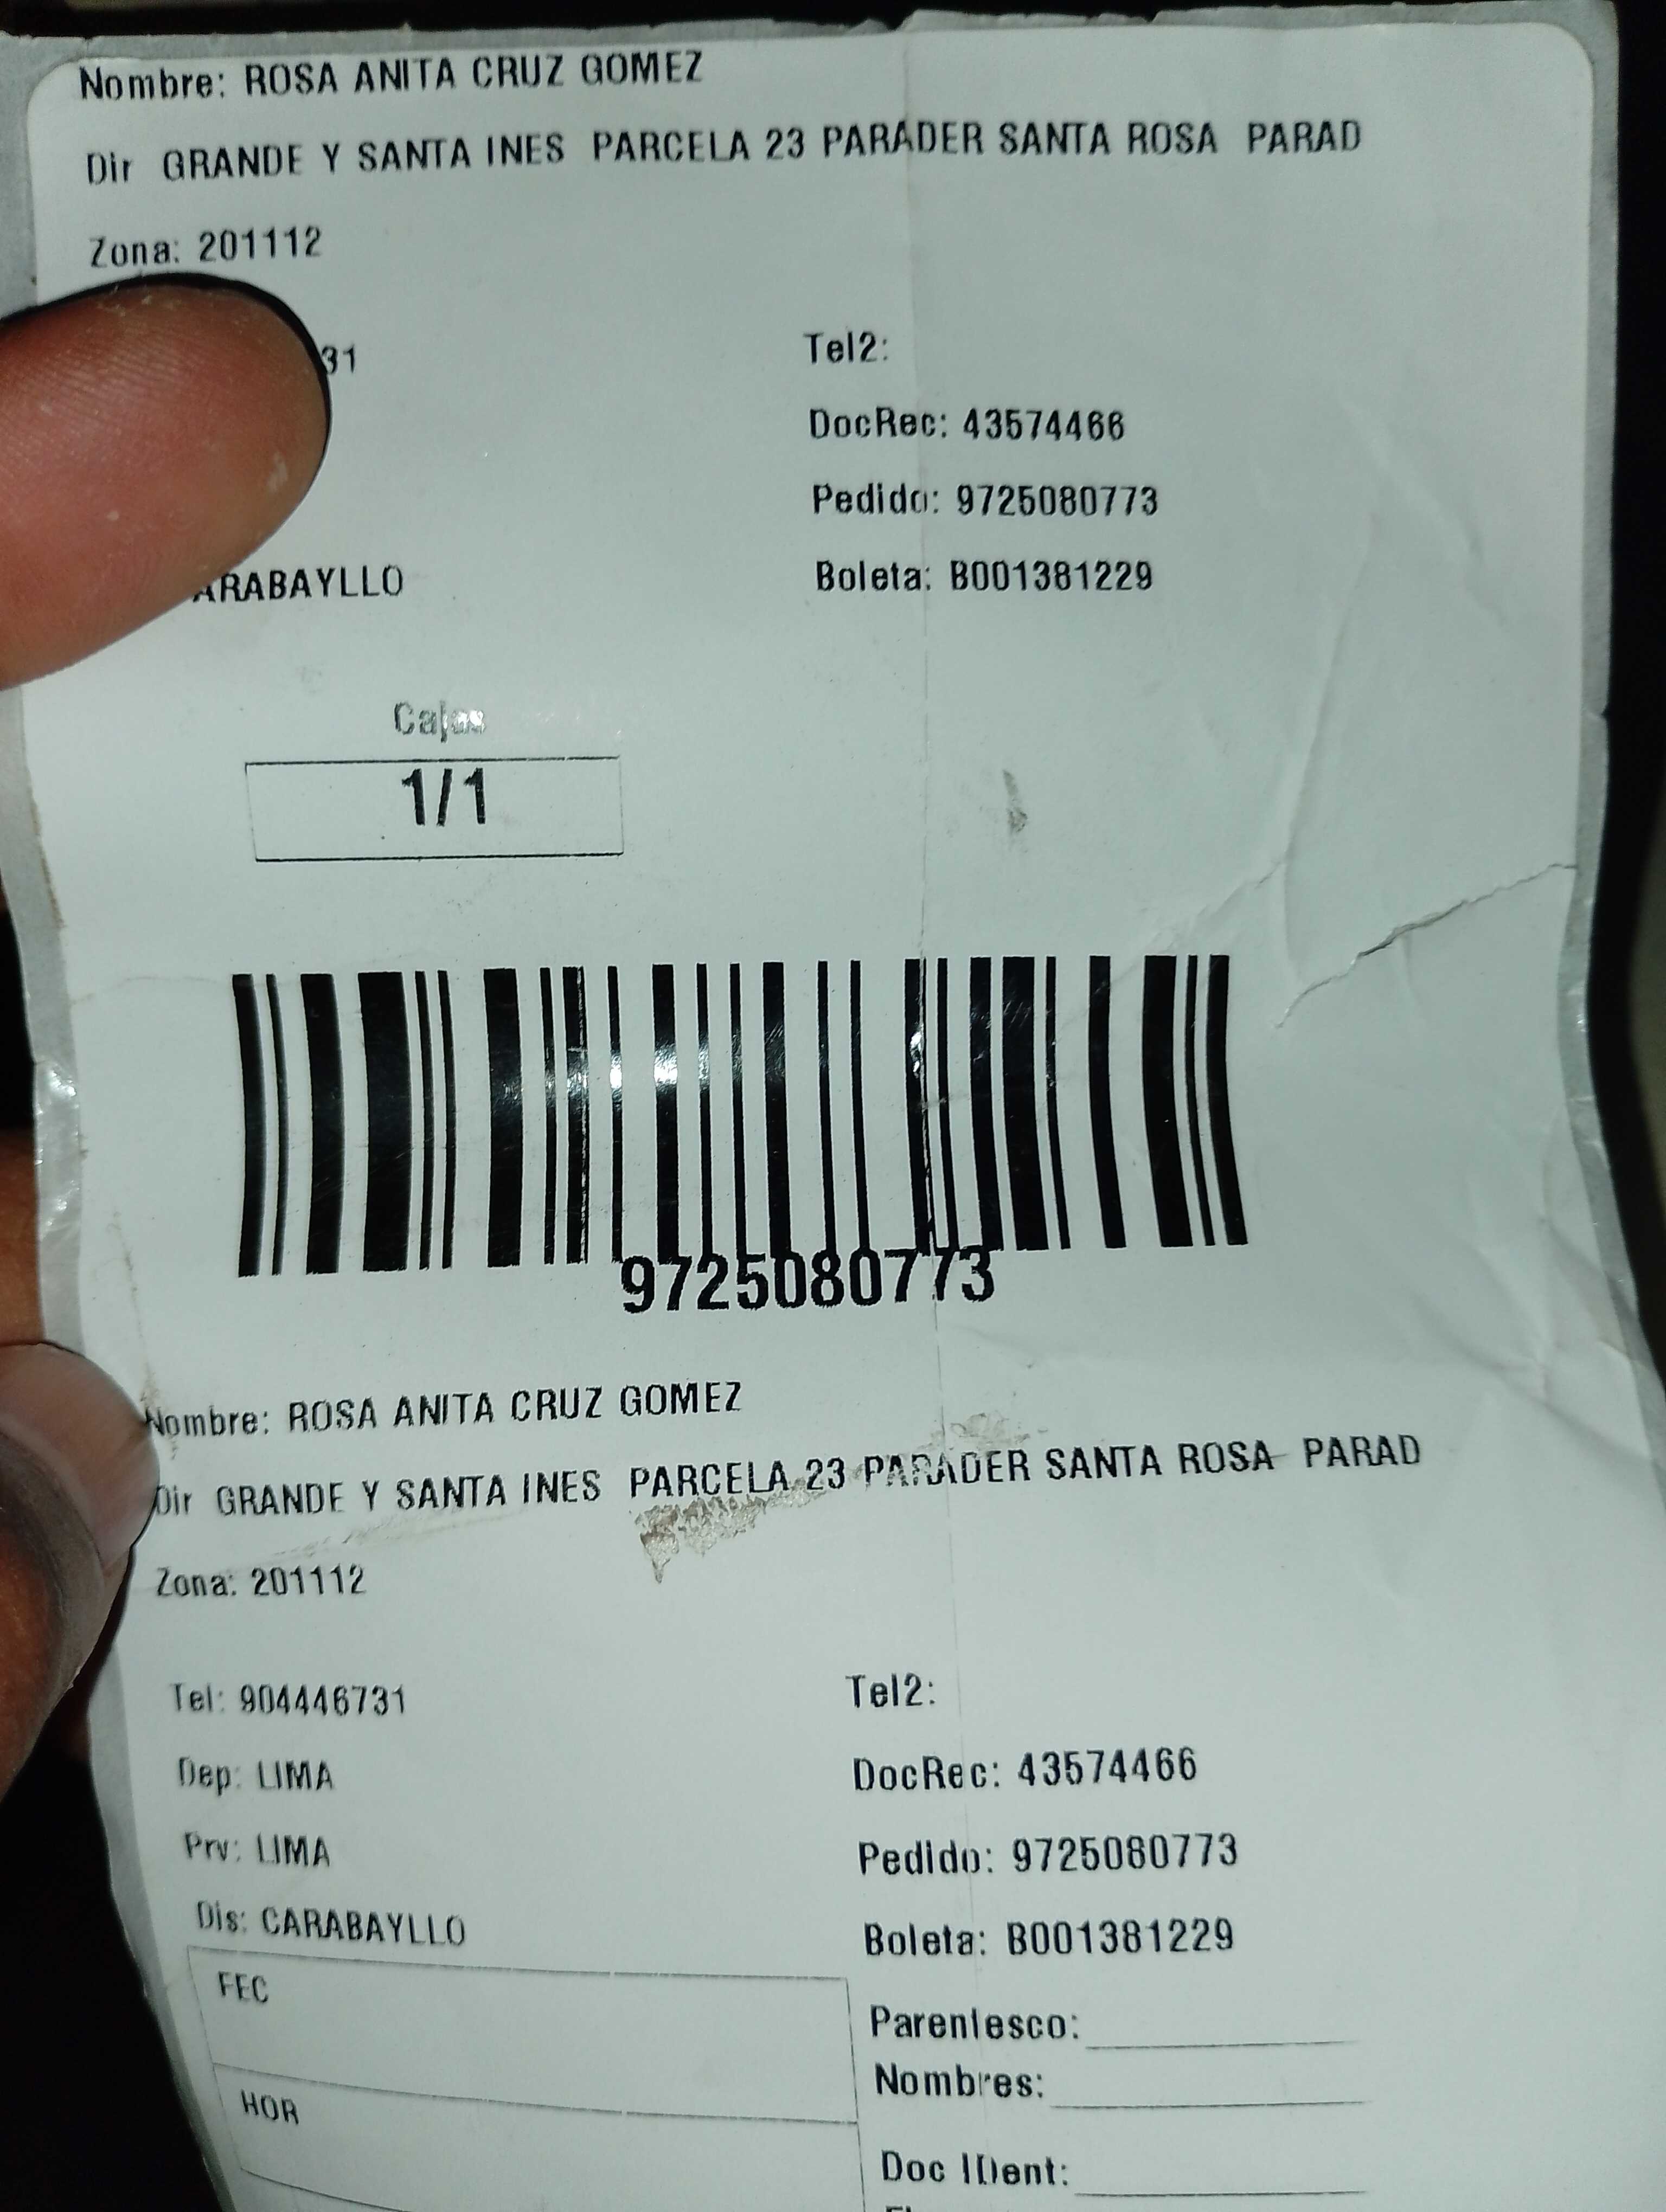 Nombre: ROSA ANITA CRUZ GOMEZ
Dir GRANDE Y SANTA INES PARCELA 23 PARADER SANTA ROSA PARAD
Zona: 201112
31 Tel2:
DocRec: 43574466
Pedido: 9725080773
ARABAYLLO Boleta: B001381229
Cajas
1/1
9725080773
Nombre: ROSA ANITA CRUZ GOMEZ
Dir GRANDE Y SANTA INES PARCELA 23 PARADER SANTA ROSA PARAD
Zona: 201112
Tel: 904446731 Tel2:
Dep: LIMA DocRec: 43574466
Prv: LIMA Pedido: 9725080773
Dis: CARABAYLLO Boleta: B001381229
FEC Parentesco:
Nombres:
HOR
Doc IDent: